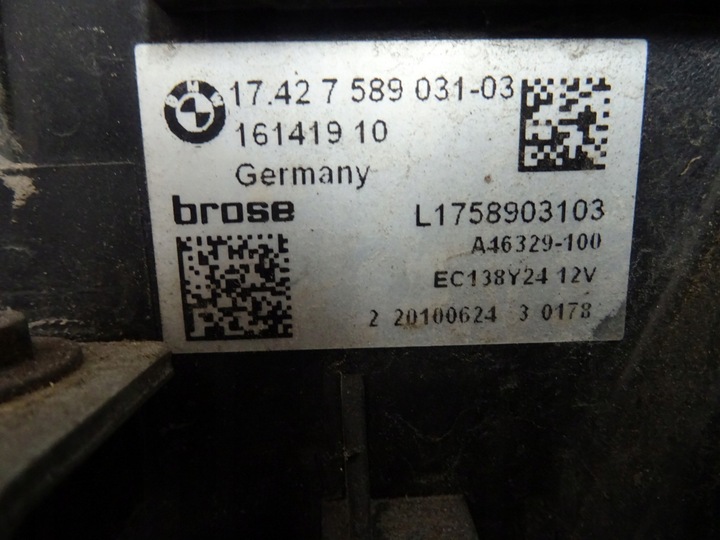 BMW 17.42 7 589 031-03
161419 10
Germany
brose L1758903103
A46329-100
EC138Y24 12V
2 20100624 3 0178